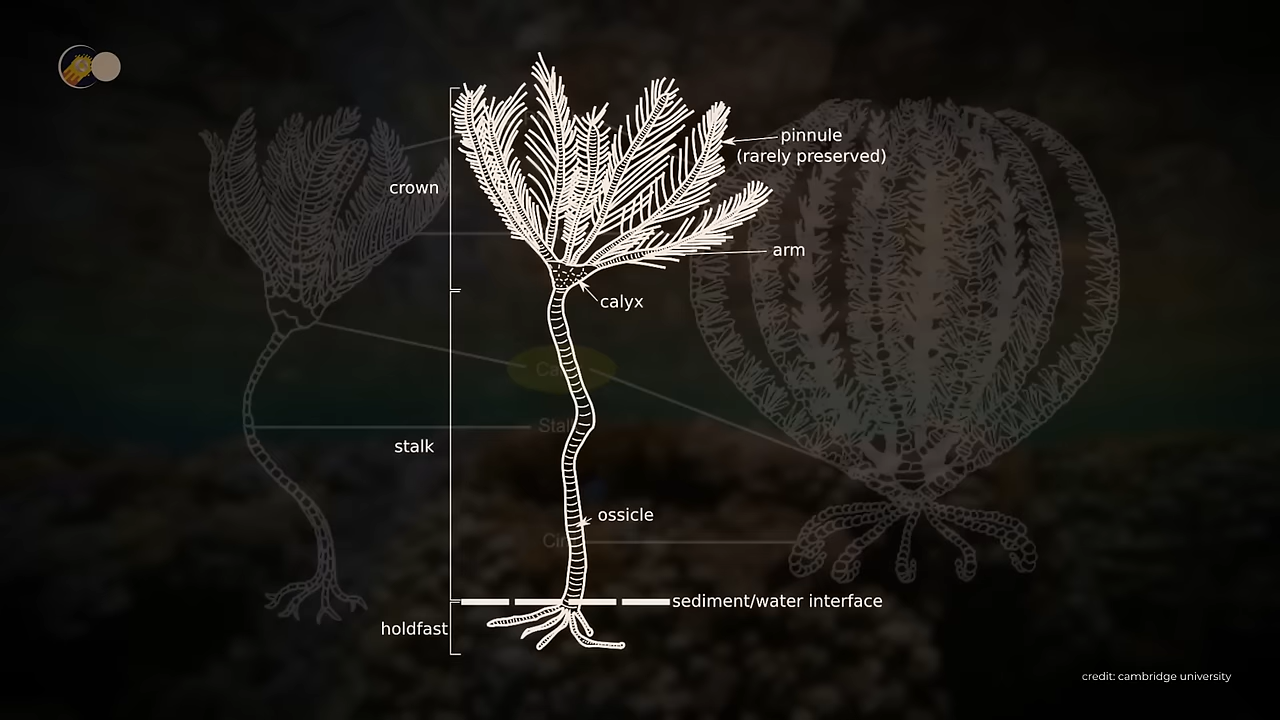 pinnule
(rarely preserved)
crown
arm
calyx
stalk
ossicle
sediment/water interface
holdfast
credit: cambridge university